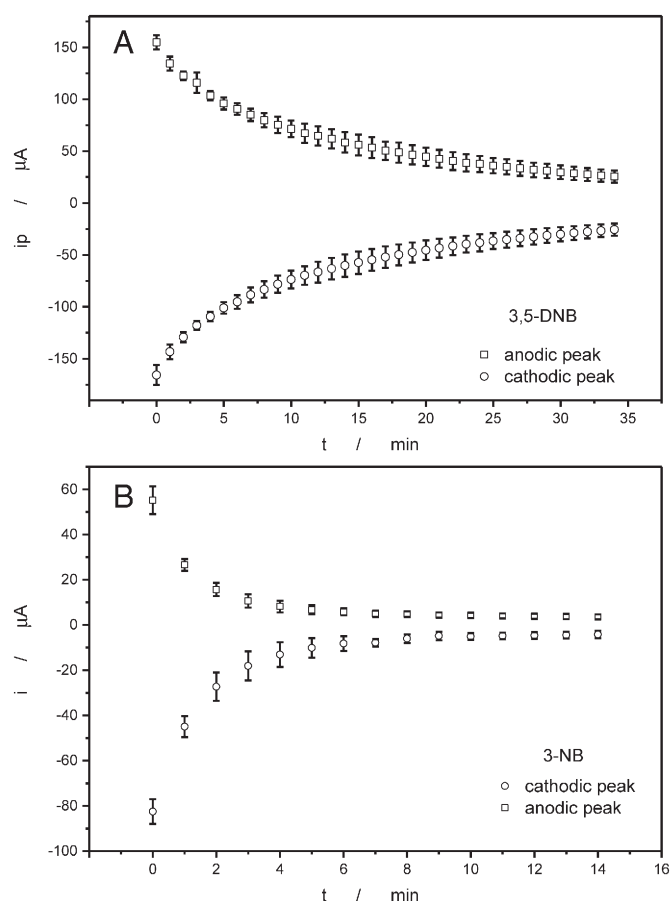 A
150
100
50
0
-50
-100
-150
ip / µA
3,5-DNB
anodic peak
cathodic peak
-5 0 5 10 15 20 25 30 35
t / min
B
60
40
20
0
-20
-40
-60
-80
-100
i / µA
3-NB
cathodic peak
anodic peak
-2 0 2 4 6 8 10 12 14 16
t / min